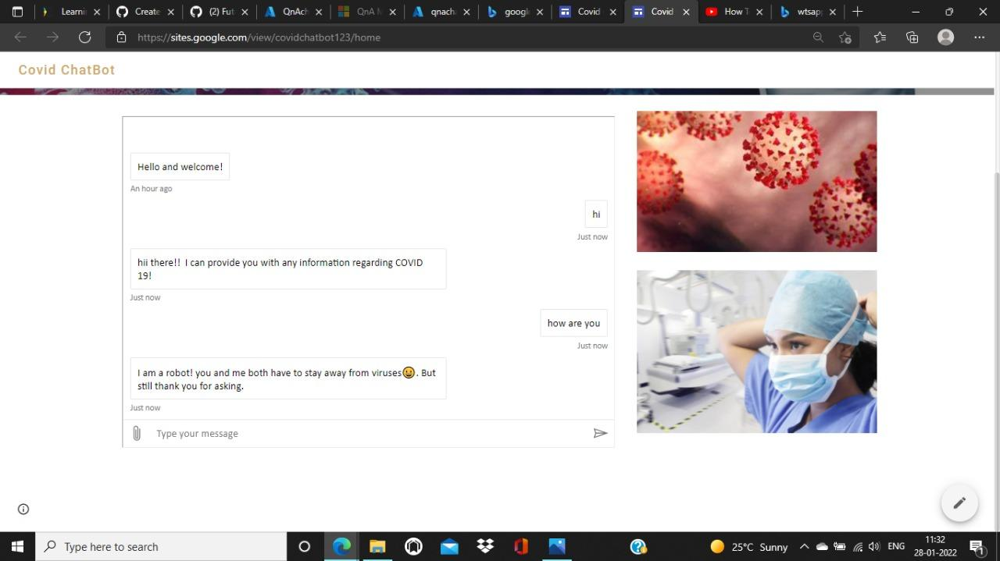 Learni
Create
(2) Fut
QnAch
QnA M
qnach
googl
Covid
Covid
How T
wtsap
https://sites.google.com/view/covidchatbot123/home
Covid ChatBot
Hello and welcome!
An hour ago
hi
Just now
hii there!!  I can provide you with any information regarding COVID
19!
Just now
how are you
Just now
I am a robot! you and me both have to stay away from viruses😀. But
still thank you for asking.
Just now
Type your message
Type here to search
25°C Sunny
ENG
11:32
28-01-2022
1